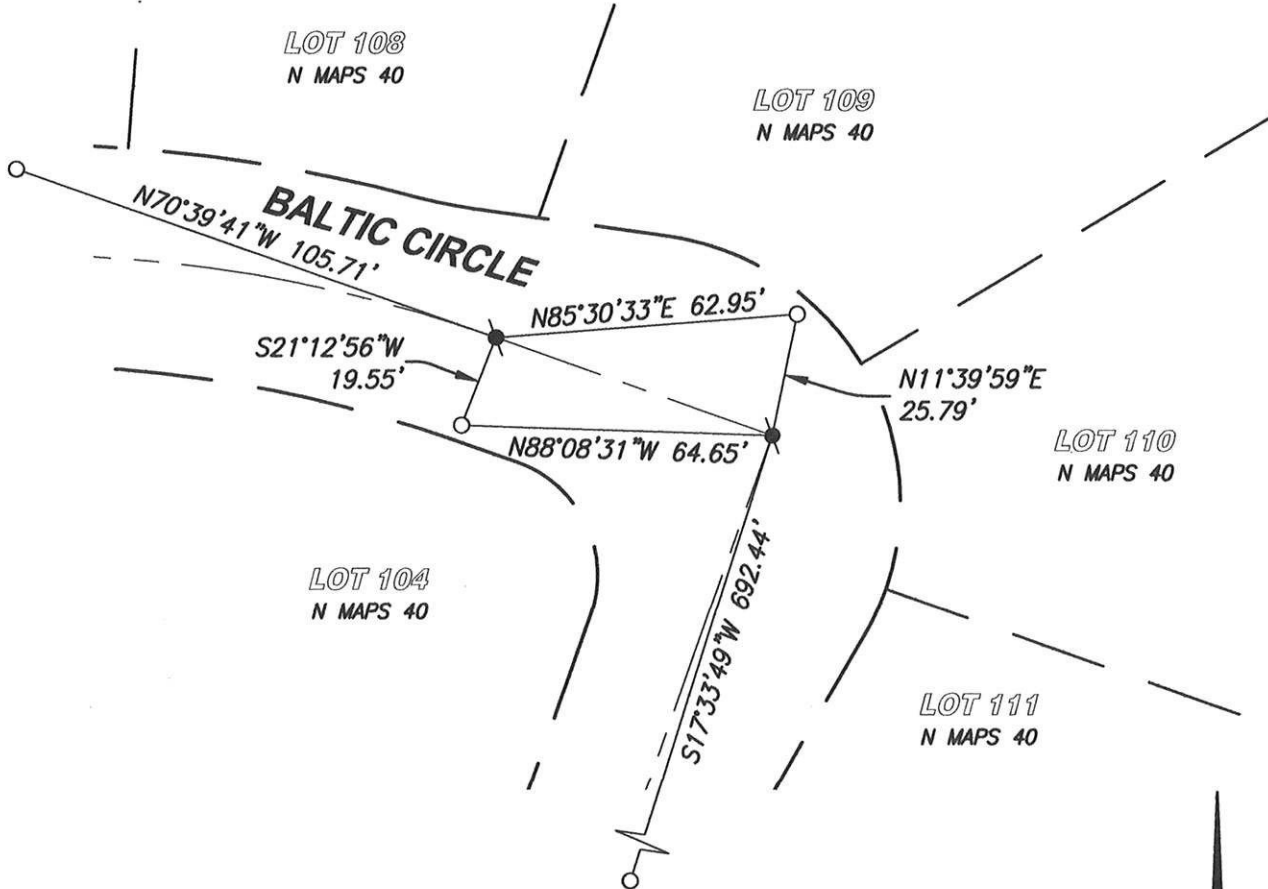 LOT 108
N MAPS 40
LOT 109
N MAPS 40
BALTIC CIRCLE
N70°39'41"W 105.71'
N85°30'33"E 62.95'
S21°12'56"W
19.55'
N11°39'59"E
25.79'
N88°08'31"W 64.65'
LOT 110
N MAPS 40
S17°33'49"W 692.44'
LOT 104
N MAPS 40
LOT 111
N MAPS 40